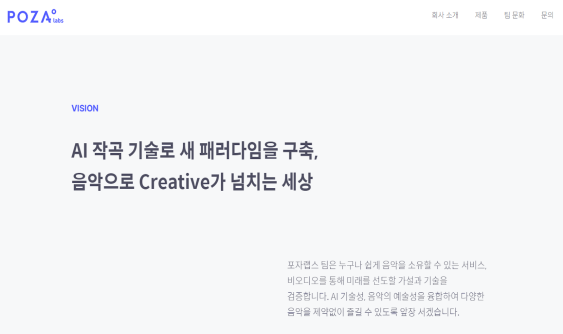 POZA labs
회사 소개 제품 팀 문화 문의
VISION
AI 작곡 기술로 새 패러다임을 구축,
음악으로 Creative가 넘치는 세상
포자랩스 팀은 누구나 쉽게 음악을 소유할 수 있는 서비스,
비오디오를 통해 미래를 선도할 가설과 기술을
검증합니다. AI 기술성, 음악의 예술성을 융합하여 다양한
음악을 제약없이 즐길 수 있도록 앞장 서겠습니다.